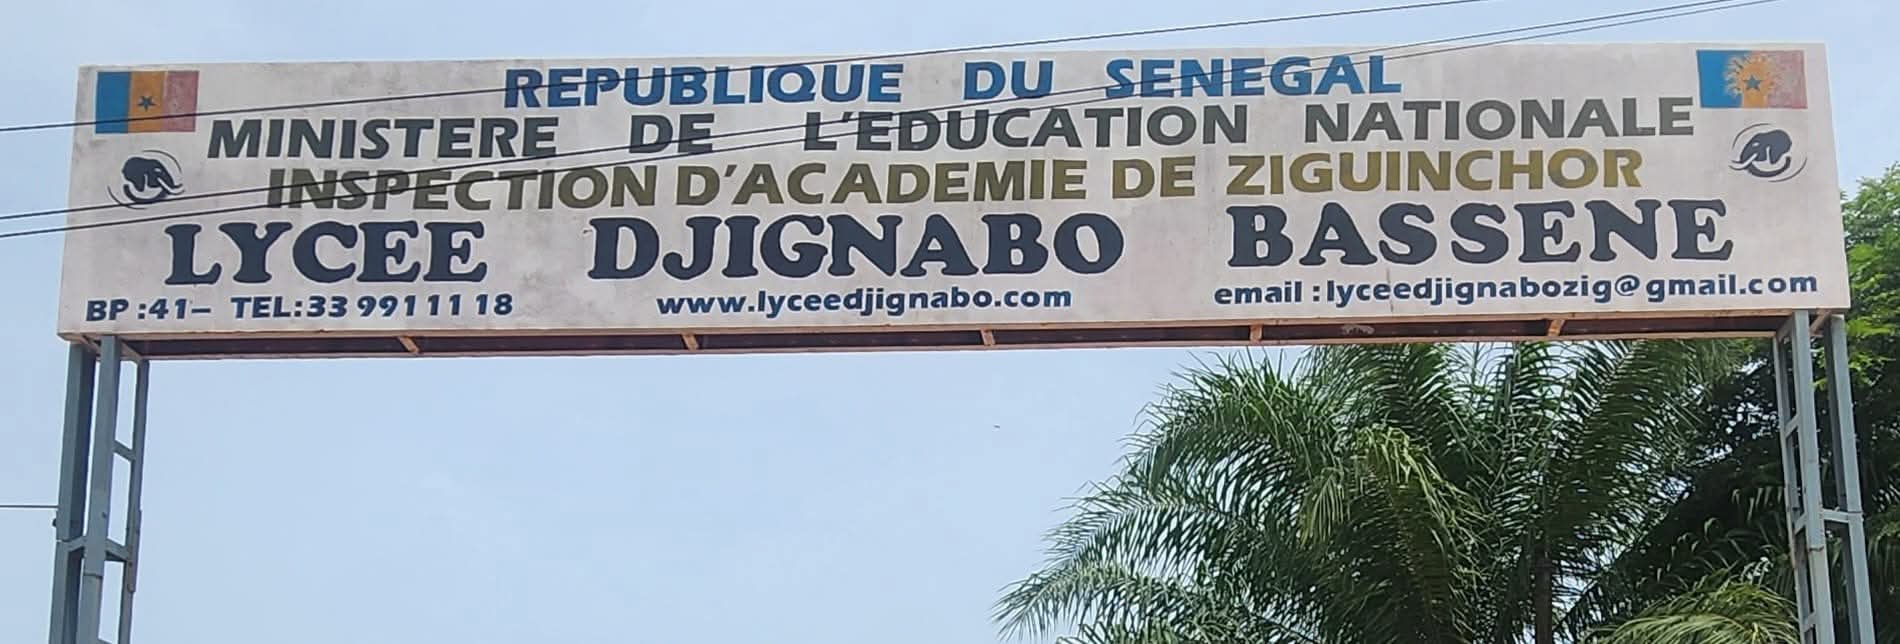 REPUBLIQUE DU SENEGAL
MINISTERE DE L'EDUCATION NATIONALE
INSPECTION D'ACADEMIE DE ZIGUINCHOR
LYCEE DJIGNABO BASSENE
BP :41– TEL:33 991 11 18 www.lyceedjignabo.com email :lyceedjignabozig@gmail.com